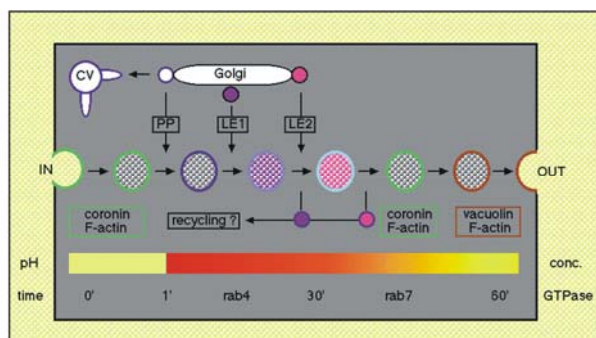 CV
Golgi
PP
LE1
LE2
IN
OUT
coronin
F-actin
recycling ?
coronin
F-actin
vacuolin
F-actin
pH
conc.
time
0'
1'
rab4
30'
rab7
60'
GTPase